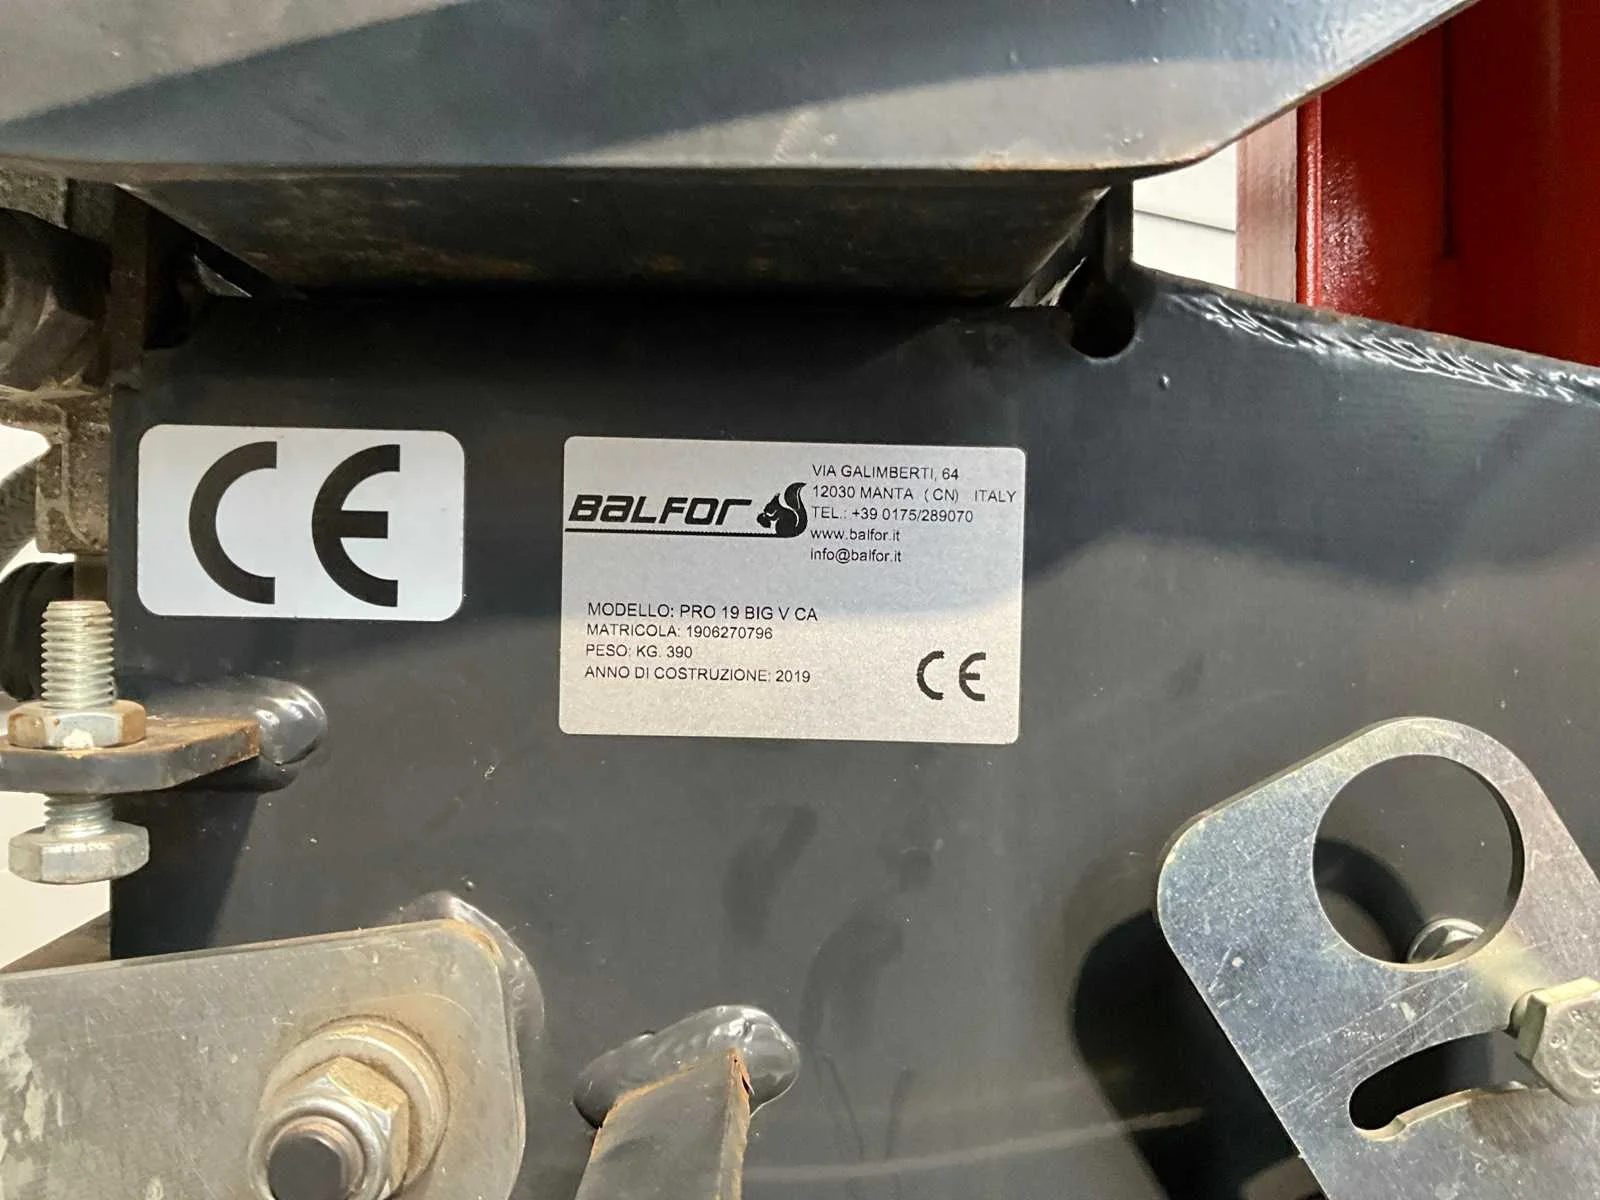 CE
BALFOR
VIA GALIMBERTI, 64
12030 MANTA ( CN) ITALY
TEL.: +39 0175/289070
www.balfor.it
info@balfor.it
MODELLO: PRO 19 BIG V CA
MATRICOLA: 1906270796
PESO: KG. 390
ANNO DI COSTRUZIONE: 2019
CE